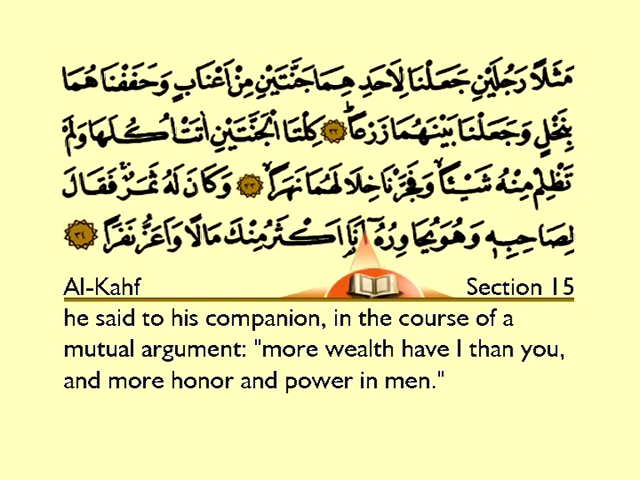 مَثَلًا رَجُلَيْنِ جَعَلْنَا لِاَحَدِهِمَا جَنَّتَيْنِ مِنْ اَعْنَابٍ وَحَفَفْنَاهُمَا
بِنَخْلٍ وَجَعَلْنَا بَيْنَهُمَا زَرْعًا ٣٢ كِلْتَا الْجَنَّتَيْنِ اٰتَتْ اُكُلَهَا وَلَمْ
تَظْلِمْ مِنْهُ شَيْـًٔا وَفَجَّرْنَا خِلَالَهُمَا نَهَرًا ٣٣ وَكَانَ لَهُ ثَمَرٌ فَقَالَ
لِصَاحِبِهٖ وَهُوَ يُحَاوِرُهُٓ اَنَا۬ اَكْثَرُ مِنْكَ مَالًا وَاَعَزُّ نَفَرًا ٣٤
Al-Kahf Section 15
he said to his companion, in the course of a
mutual argument: "more wealth have I than you,
and more honor and power in men."